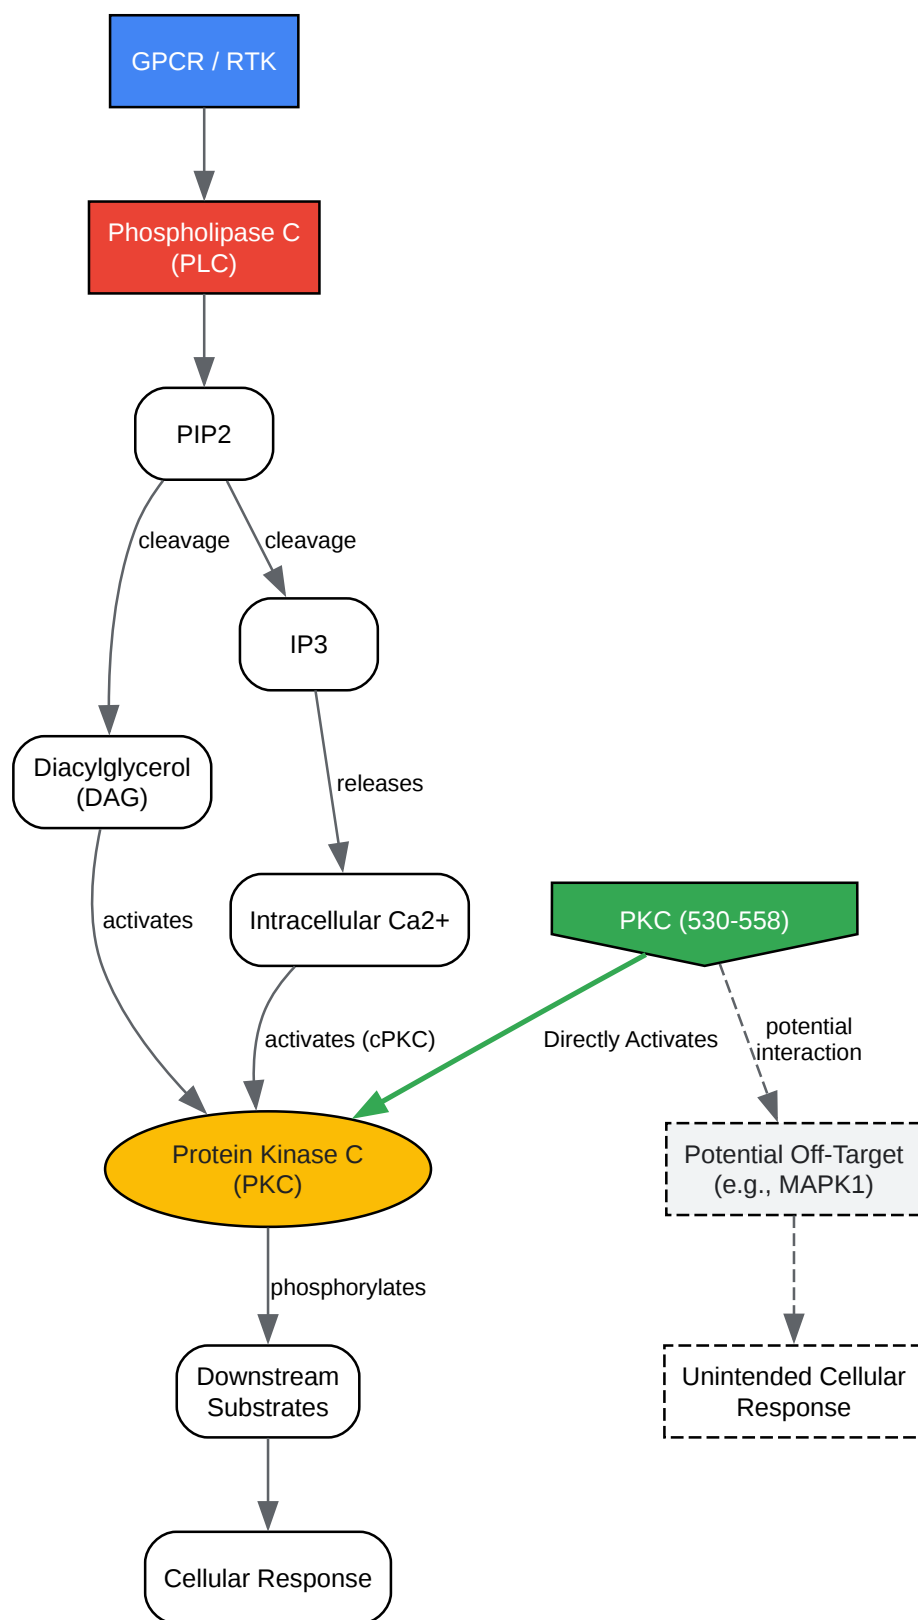 GPCR / RTK
Phospholipase C
(PLC)
PIP2
cleavage
cleavage
IP3
Diacylglycerol
(DAG)
releases
activates
Intracellular Ca2+
PKC (530-558)
activates (cPKC)
Directly Activates
potential
interaction
Protein Kinase C
(PKC)
Potential Off-Target
(e.g., MAPK1)
phosphorylates
Downstream
Substrates
Unintended Cellular
Response
Cellular Response